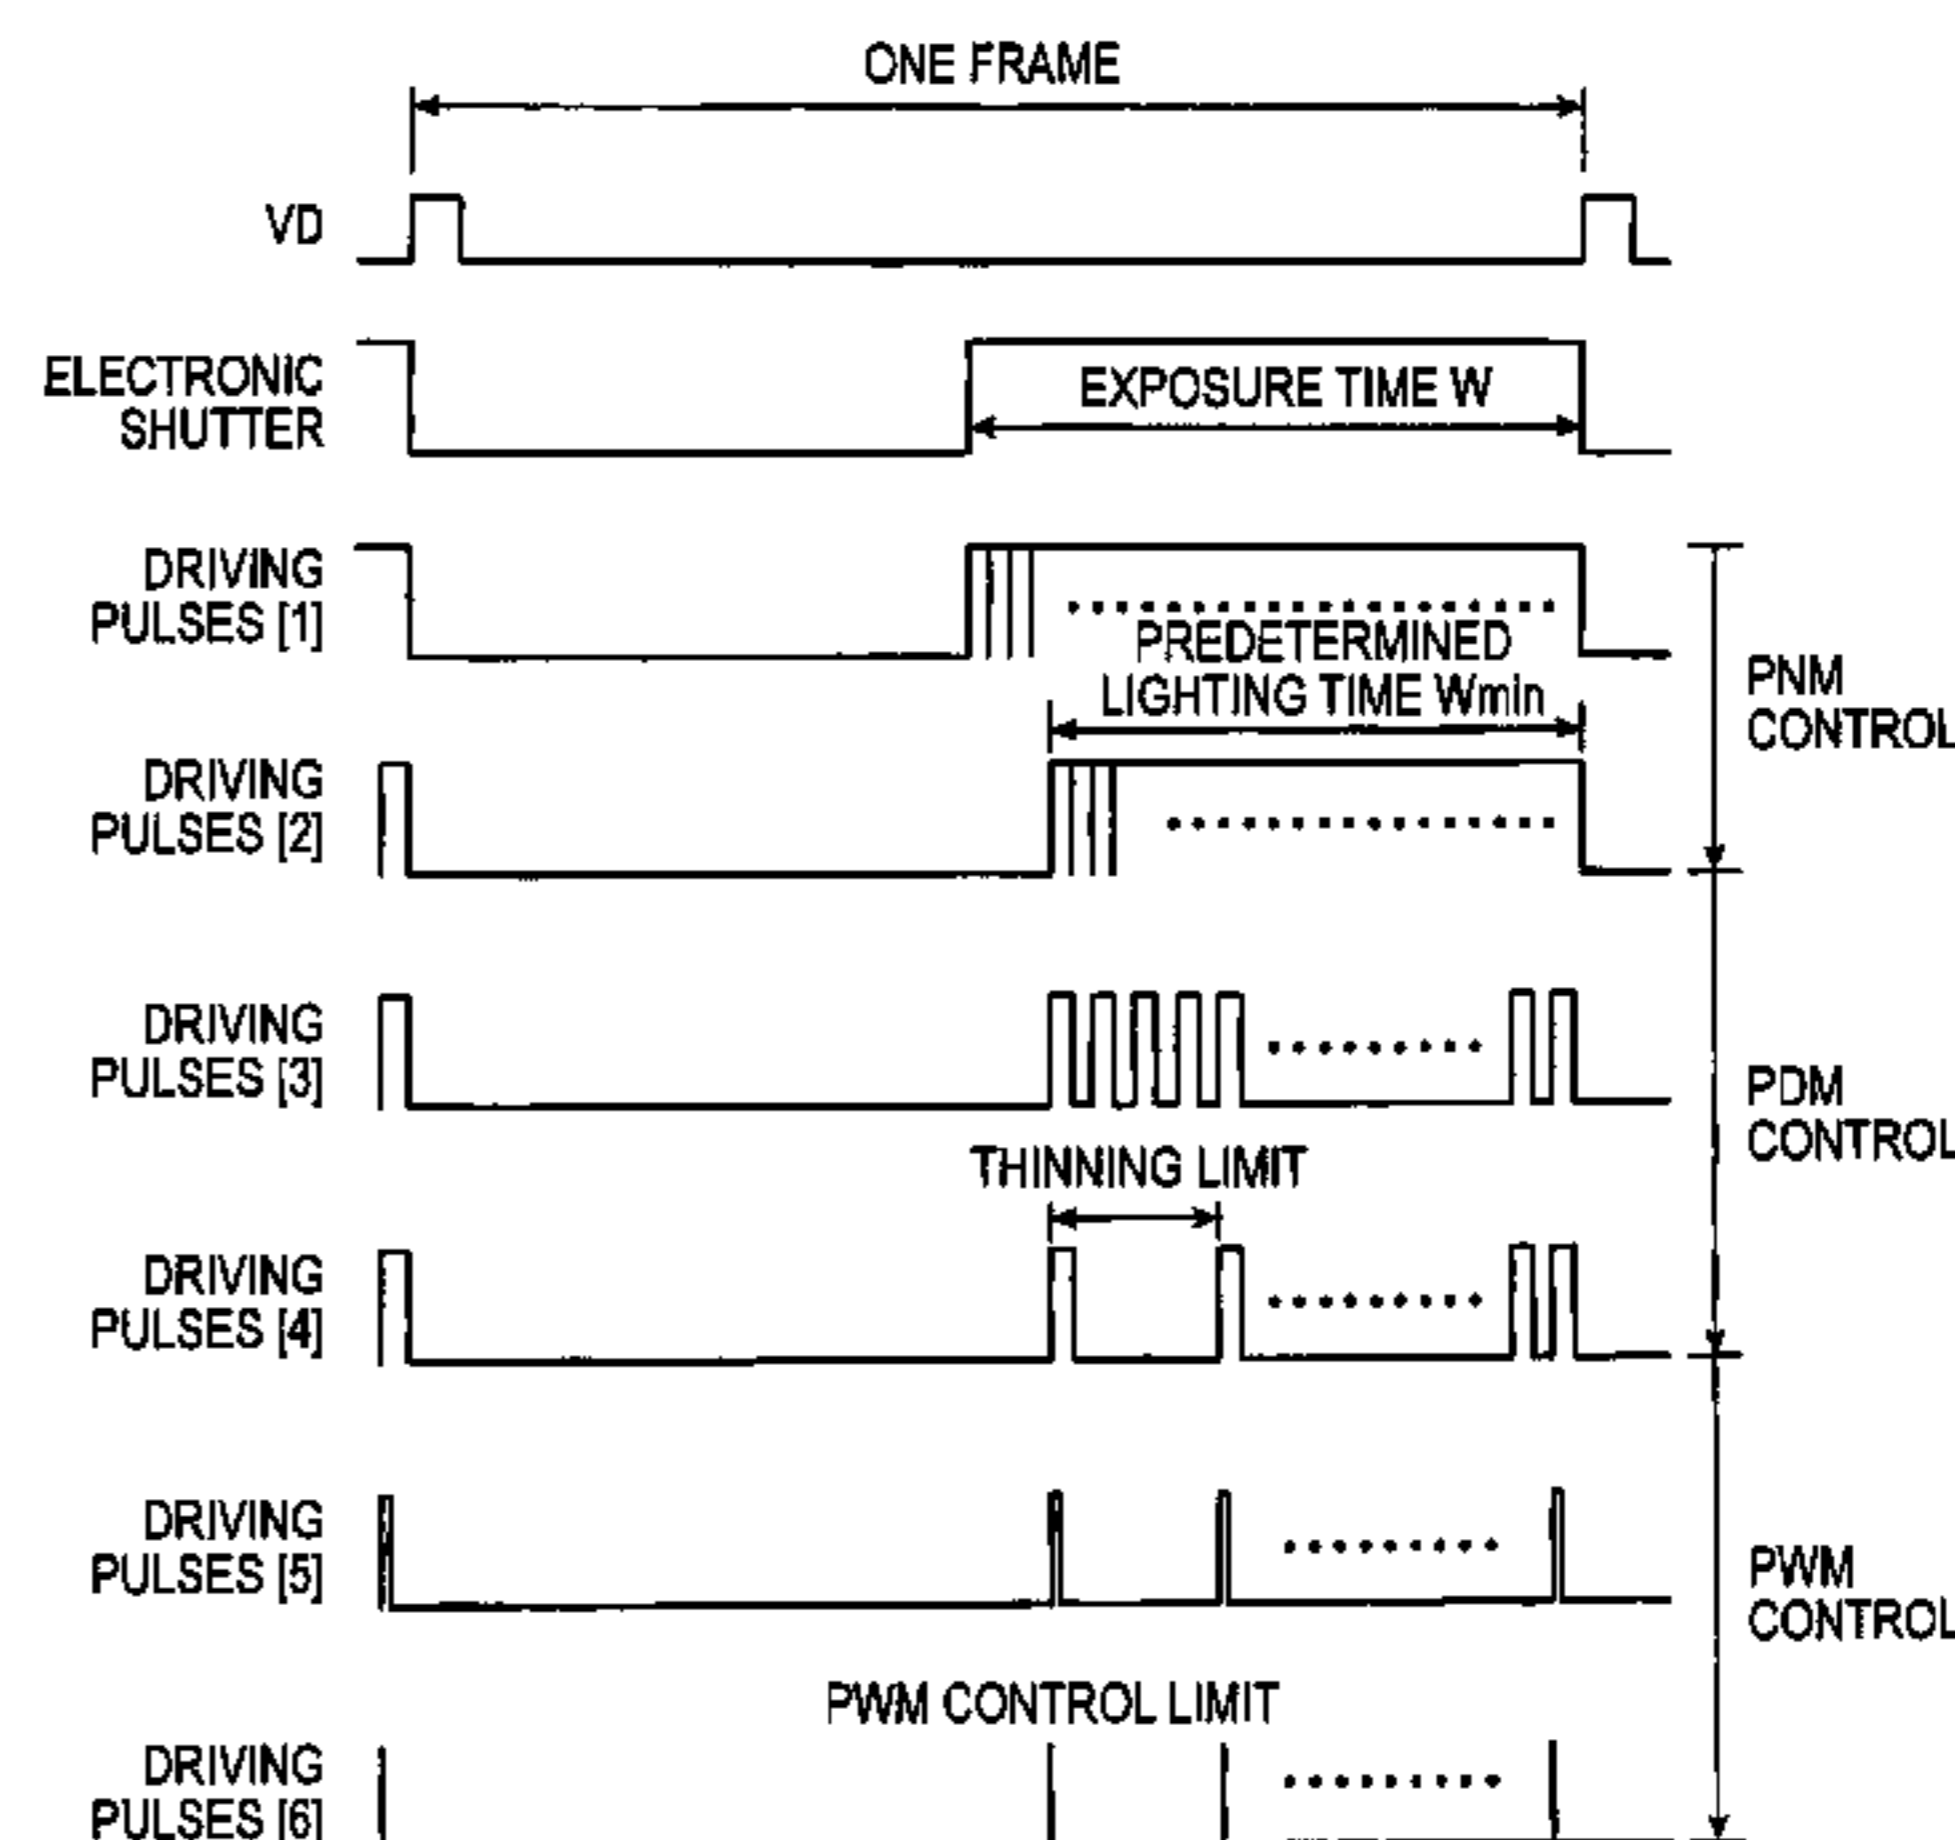 ONE FRAME
VD
ELECTRONIC
SHUTTER
EXPOSURE TIME W
DRIVING
PULSES [1]
PREDETERMINED
LIGHTING TIME Wmin
PNM
CONTROL
DRIVING
PULSES [2]
DRIVING
PULSES [3]
PDM
CONTROL
THINNING LIMIT
DRIVING
PULSES [4]
DRIVING
PULSES [5]
PWM
CONTROL
PWM CONTROL LIMIT
DRIVING
PULSES [6]